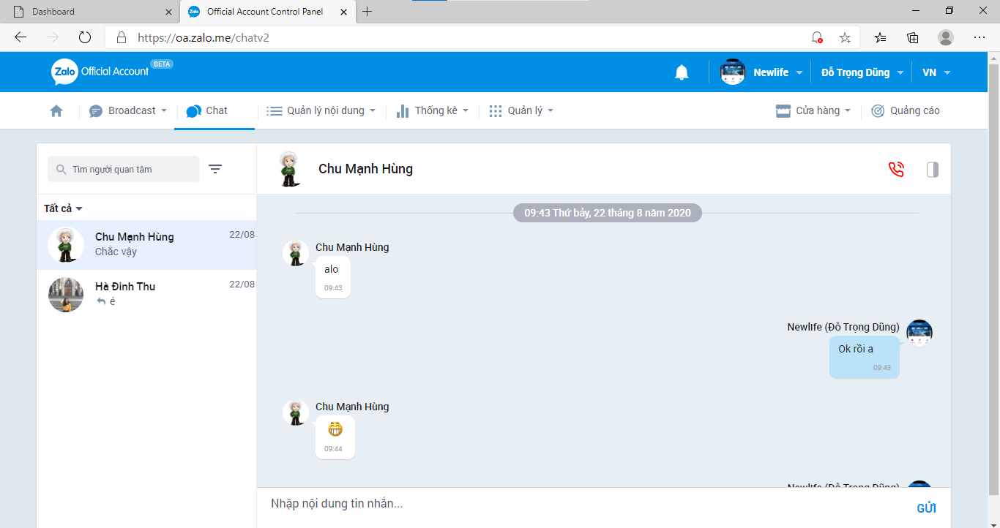 Dashboard
Official Account Control Panel
https://oa.zalo.me/chatv2
Zalo Official Account BETA
Newlife
Đỗ Trọng Dũng
VN
Broadcast
Chat
Quản lý nội dung
Thống kê
Quản lý
Cửa hàng
Quảng cáo
Tìm người quan tâm
Tất cả
Chu Mạnh Hùng 22/08
Chắc vậy
Hà Đinh Thu 22/08
é
Chu Mạnh Hùng
09:43 Thứ bảy, 22 tháng 8 năm 2020
Chu Mạnh Hùng
alo
09:43
Newlife (Đỗ Trọng Dũng)
Ok rồi a
09:43
Chu Mạnh Hùng
09:44
Newlife (Đỗ Trọng Dũng)
Nhập nội dung tin nhắn...
GỬI